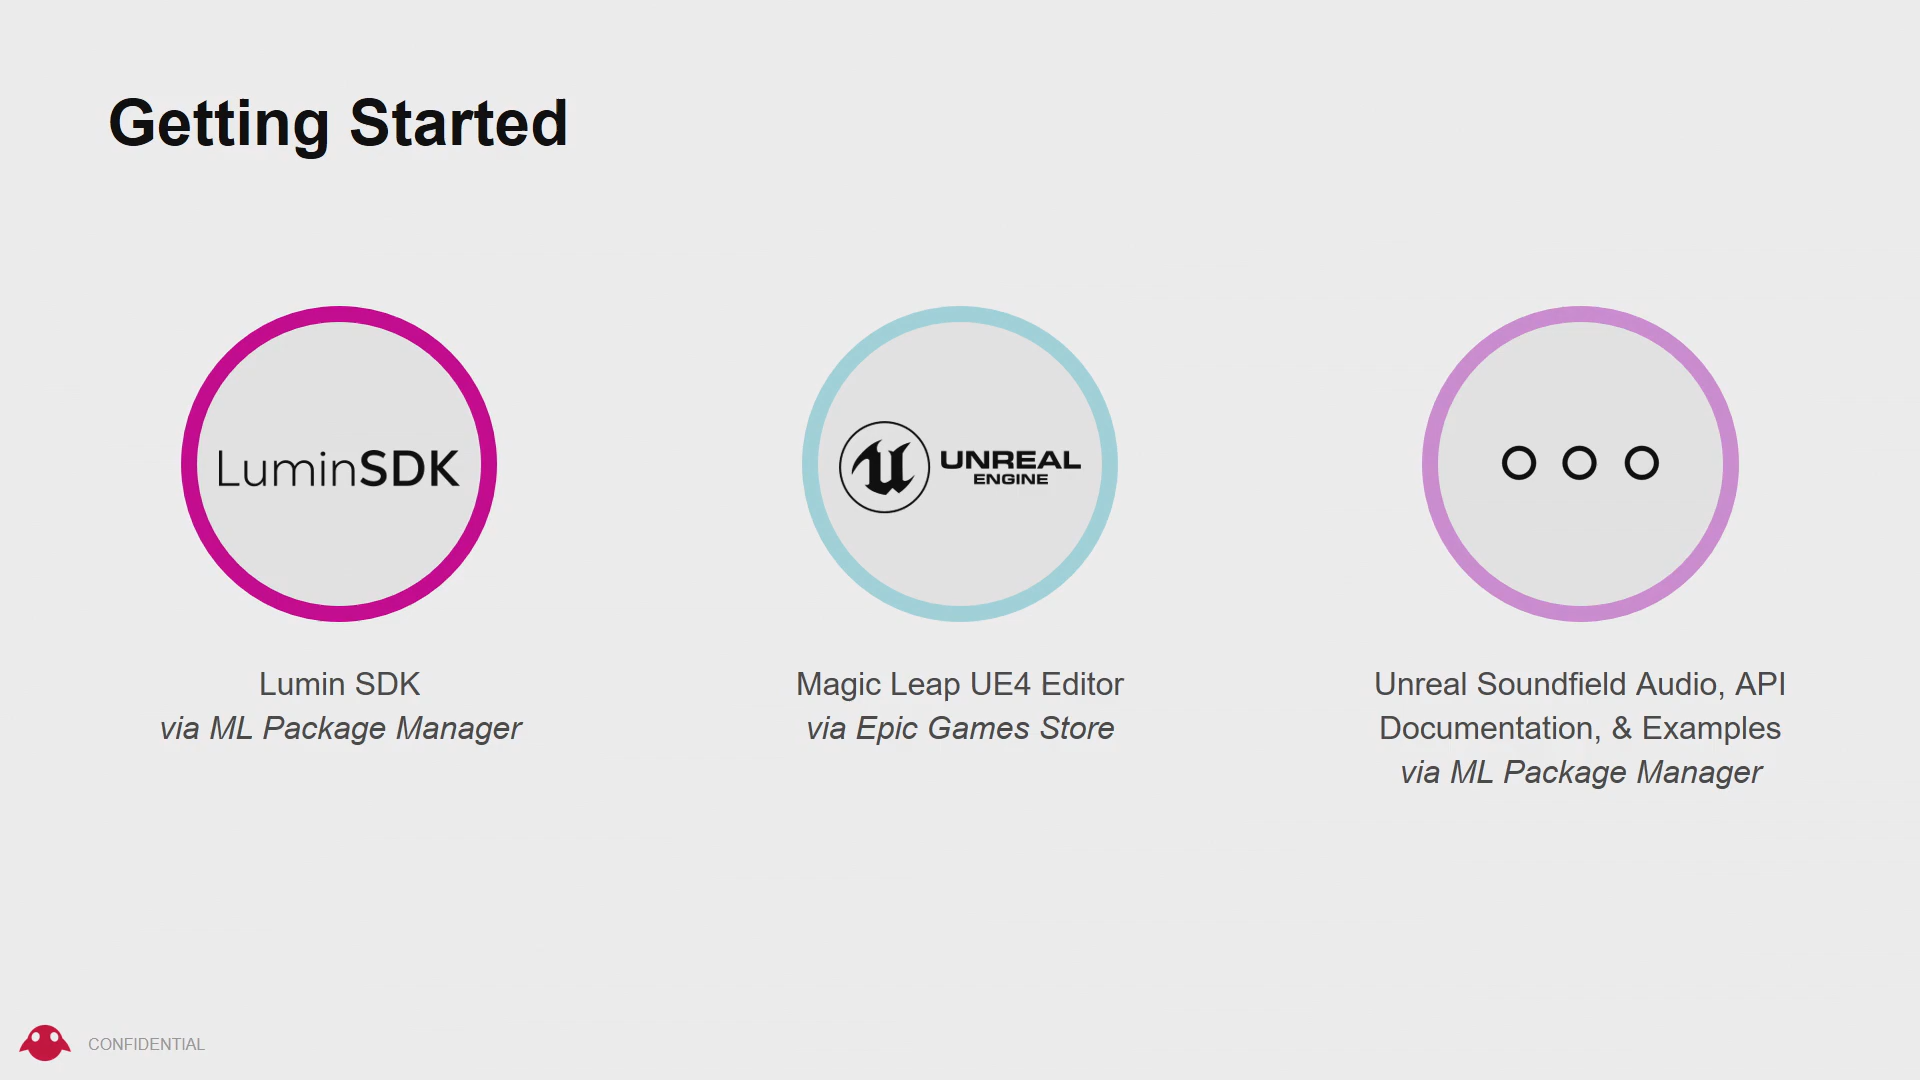 Getting Started
LuminSDK
UNREAL
ENGINE
Lumin SDK
via ML Package Manager
Magic Leap UE4 Editor
via Epic Games Store
Unreal Soundfield Audio, API
Documentation, & Examples
via ML Package Manager
CONFIDENTIAL